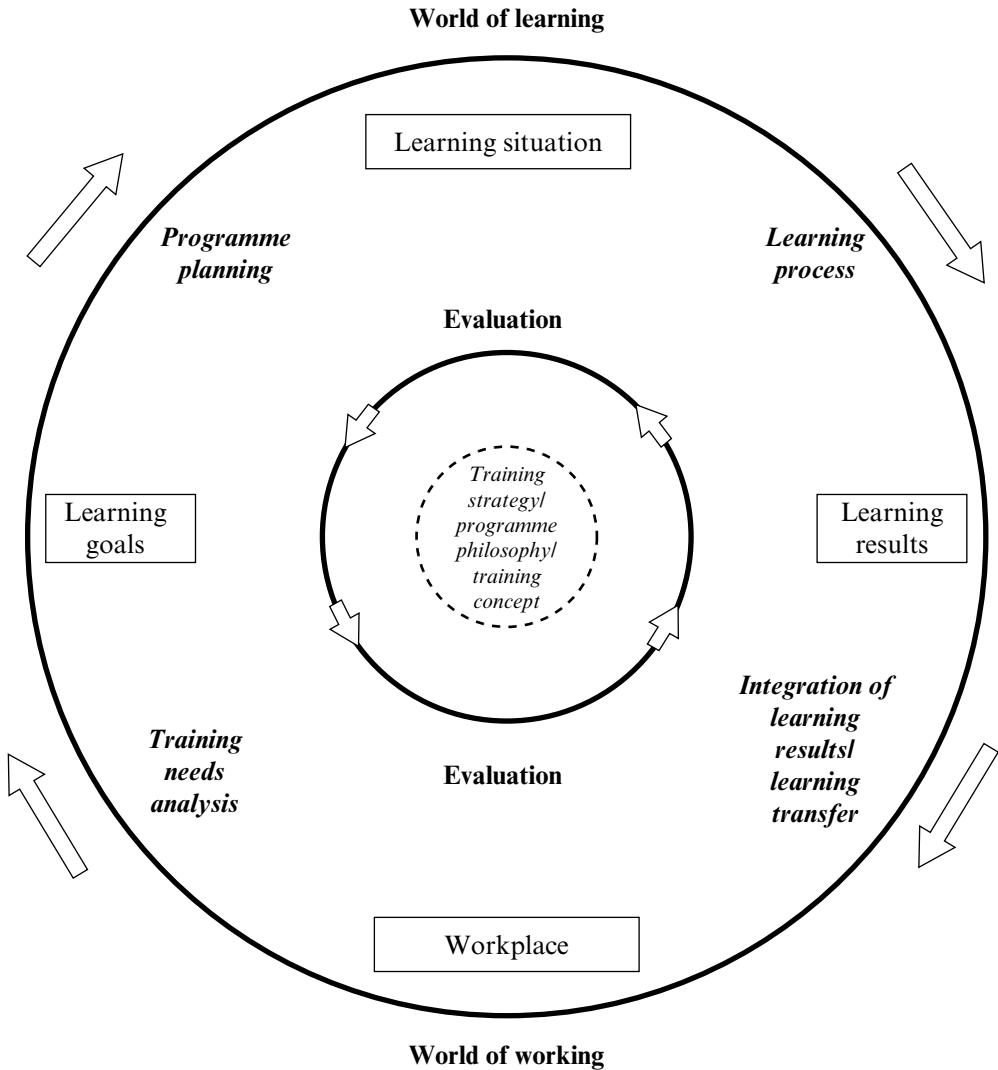 World of learning
Learning situation
Programme
planning
Learning
process
Evaluation
Training
strategy/
programme
philosophy/
training
concept
Learning
goals
Learning
results
Training
needs
analysis
Evaluation
Integration of
learning
results/
learning
transfer
Workplace
World of working